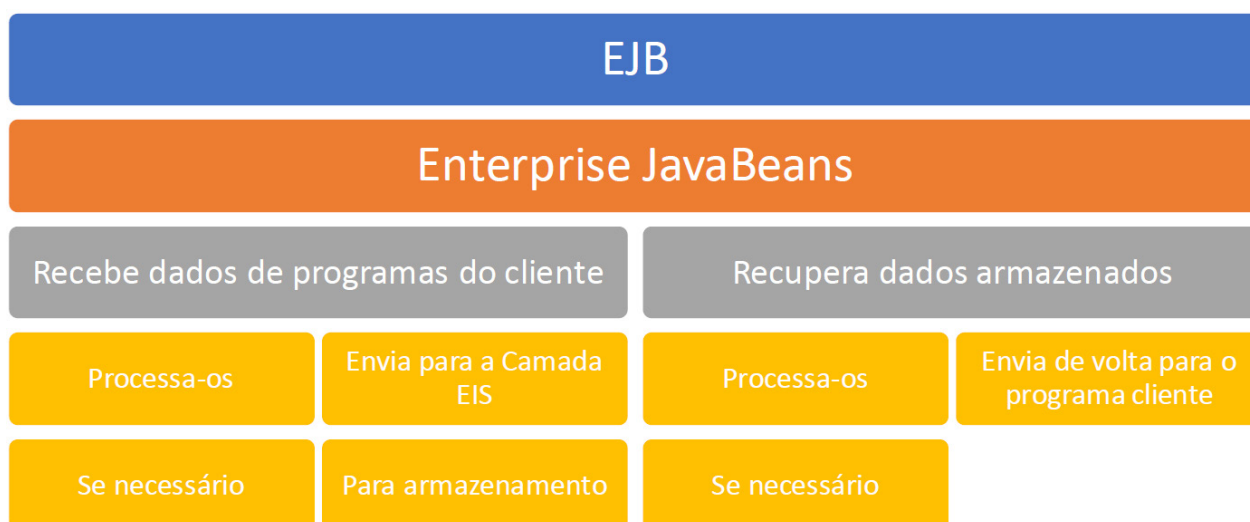 EJB
Enterprise JavaBeans
Recebe dados de programas do cliente
Recupera dados armazenados
Processa-os
Envia para a Camada
EIS
Processa-os
Envia de volta para o
programa cliente
Se necessário
Para armazenamento
Se necessário